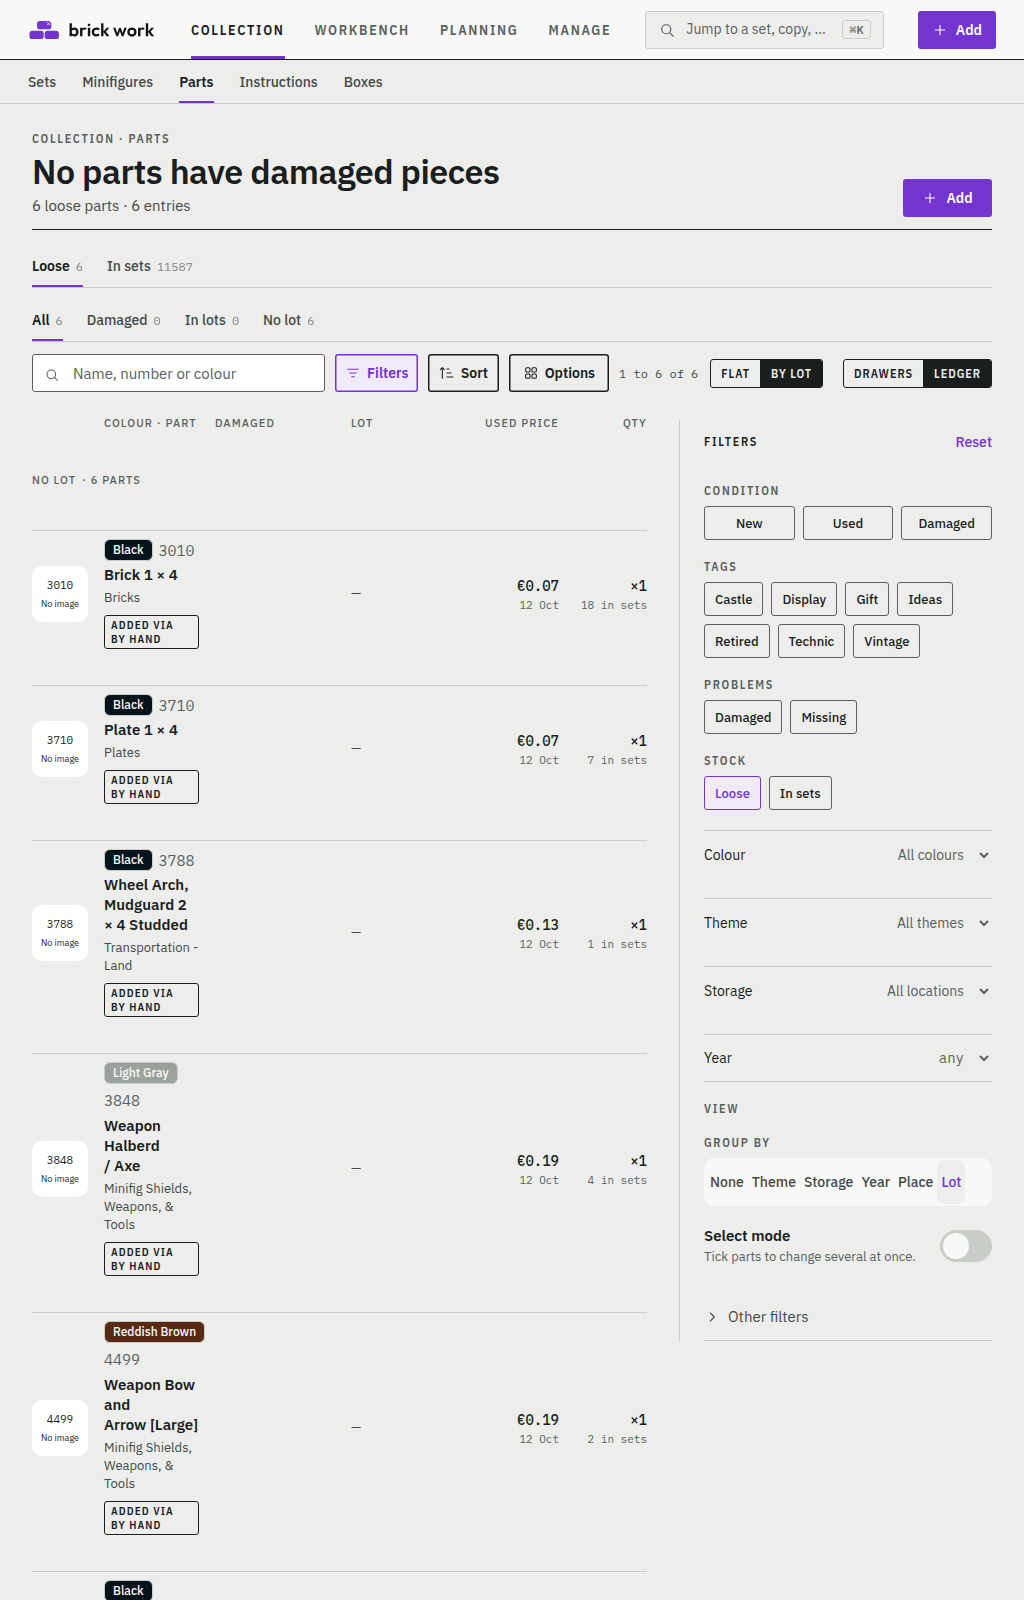 brick work
COLLECTION WORKBENCH PLANNING MANAGE
Jump to a set, copy, ... ⌘K
+ Add
Sets Minifigures Parts Instructions Boxes
COLLECTION · PARTS
No parts have damaged pieces
6 loose parts · 6 entries
+ Add
Loose 6 In sets 11587
All 6 Damaged 0 In lots 0 No lot 6
Name, number or colour
Filters Sort Options
1 to 6 of 6
FLAT BY LOT
DRAWERS LEDGER
COLOUR · PART DAMAGED LOT USED PRICE QTY
NO LOT · 6 PARTS
3010
No image
Black 3010
Brick 1 × 4
Bricks
ADDED VIA
BY HAND
—
€0.07
12 Oct
×1
18 in sets
3710
No image
Black 3710
Plate 1 × 4
Plates
ADDED VIA
BY HAND
—
€0.07
12 Oct
×1
7 in sets
3788
No image
Black 3788
Wheel Arch,
Mudguard 2
× 4 Studded
Transportation -
Land
ADDED VIA
BY HAND
—
€0.13
12 Oct
×1
1 in sets
3848
No image
Light Gray
3848
Weapon
Halberd
/ Axe
Minifig Shields,
Weapons, &
Tools
ADDED VIA
BY HAND
—
€0.19
12 Oct
×1
4 in sets
4499
No image
Reddish Brown
4499
Weapon Bow
and
Arrow [Large]
Minifig Shields,
Weapons, &
Tools
ADDED VIA
BY HAND
—
€0.19
12 Oct
×1
2 in sets
Black
FILTERS Reset
CONDITION
New Used Damaged
TAGS
Castle Display Gift Ideas
Retired Technic Vintage
PROBLEMS
Damaged Missing
STOCK
Loose In sets
Colour All colours
Theme All themes
Storage All locations
Year any
VIEW
GROUP BY
None Theme Storage Year Place Lot
Select mode
Tick parts to change several at once.
Other filters